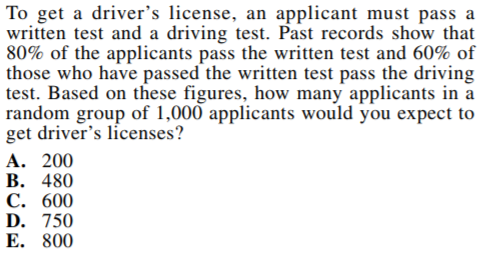 To get a driver's license, an applicant must pass a
written test and a driving test. Past records show that
80% of the applicants pass the written test and 60% of
those who have passed the written test pass the driving
test. Based on these figures, how many applicants in a
random group of 1,000 applicants would you expect to
get driver's licenses?
A. 200
B. 480
C. 600
D. 750
E. 800